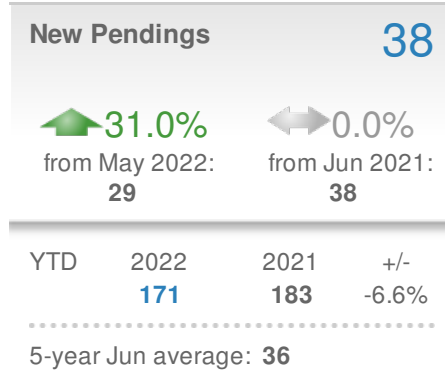 New Pendings 38
31.0% 0.0%
from May 2022: from Jun 2021:
29 38
YTD 2022 2021 +/-
171 183 -6.6%
5-year Jun average: 36